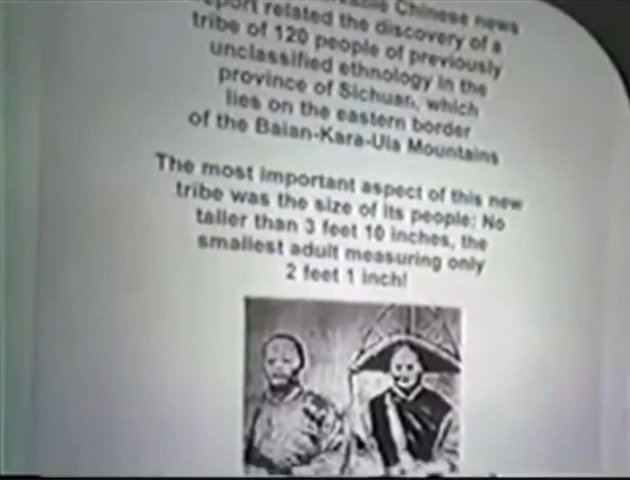 Chinese news
report related the discovery of a
tribe of 120 people of previously
unclassified ethnology in the
province of Sichuan, which
lies on the eastern border
of the Baian-Kara-Ula Mountains
The most important aspect of this new
tribe was the size of its people: No
taller than 3 feet 10 inches, the
smallest adult measuring only
2 feet 1 inch!